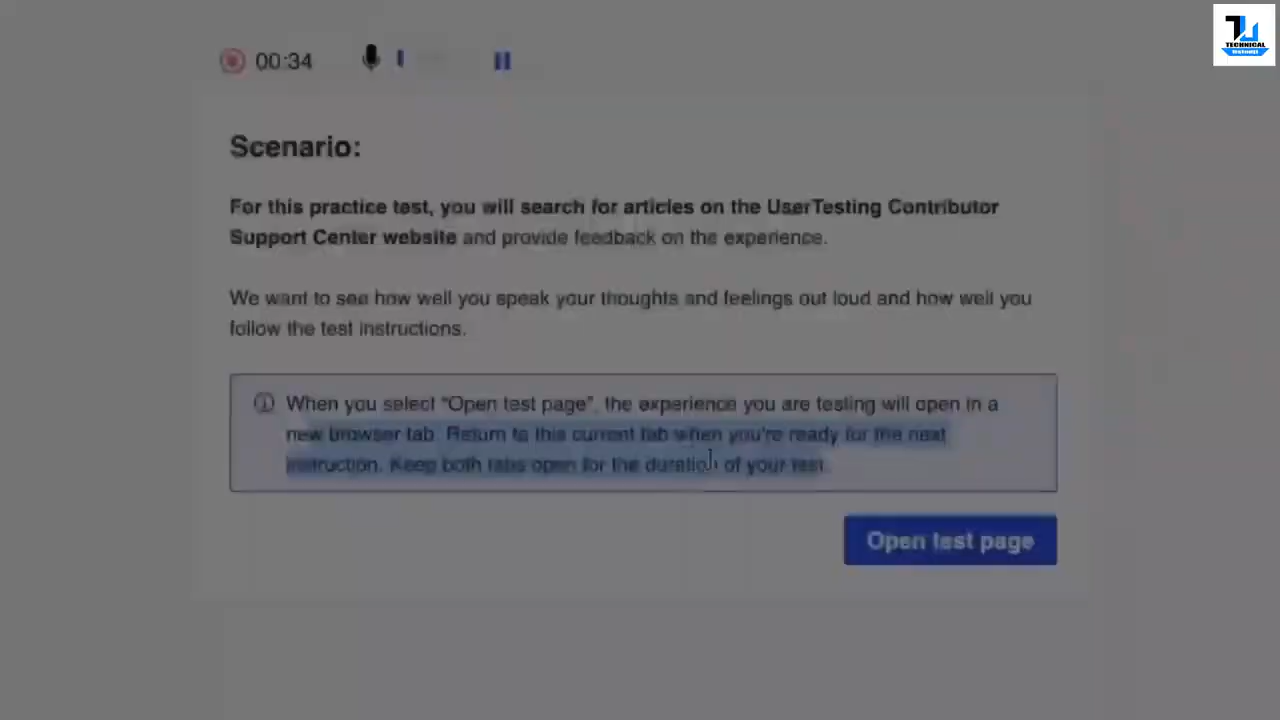 00:34
TECHNICAL
Scenario:
For this practice test, you will search for articles on the UserTesting Contributor
Support Center website and provide feedback on the experience.
We want to see how well you speak your thoughts and feelings out loud and how well you
follow the test instructions.
When you select "Open test page", the experience you are testing will open in a
new browser tab. Return to this current tab when you're ready for the next
instruction. Keep both tabs open for the duration of your test.
Open test page